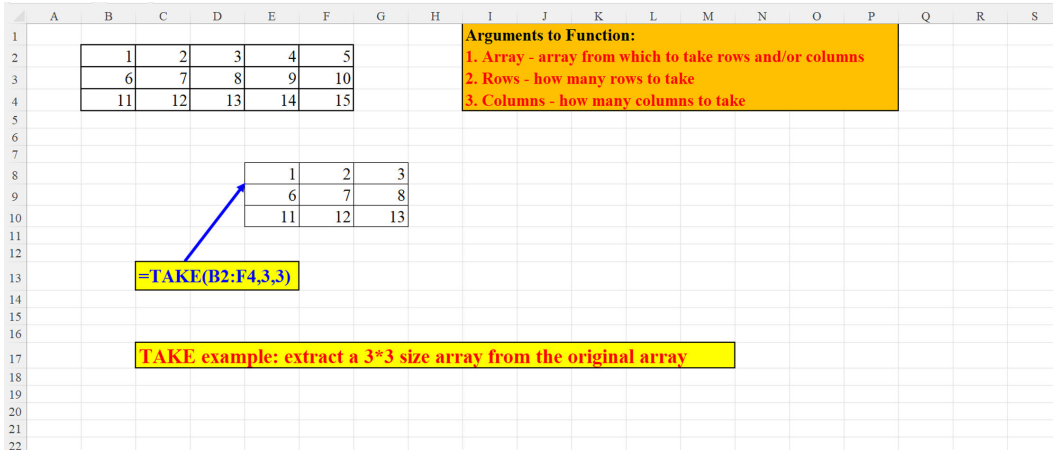 A B C D E F G H I J K L M N O P Q R S
1 Arguments to Function:
2 1 2 3 4 5 1. Array - array from which to take rows and/or columns
3 6 7 8 9 10 2. Rows - how many rows to take
4 11 12 13 14 15 3. Columns - how many columns to take
5
6
7
8 1 2 3
9 6 7 8
10 11 12 13
11
12
13 =TAKE(B2:F4,3,3)
14
15
16
17 TAKE example: extract a 3*3 size array from the original array
18
19
20
21
22